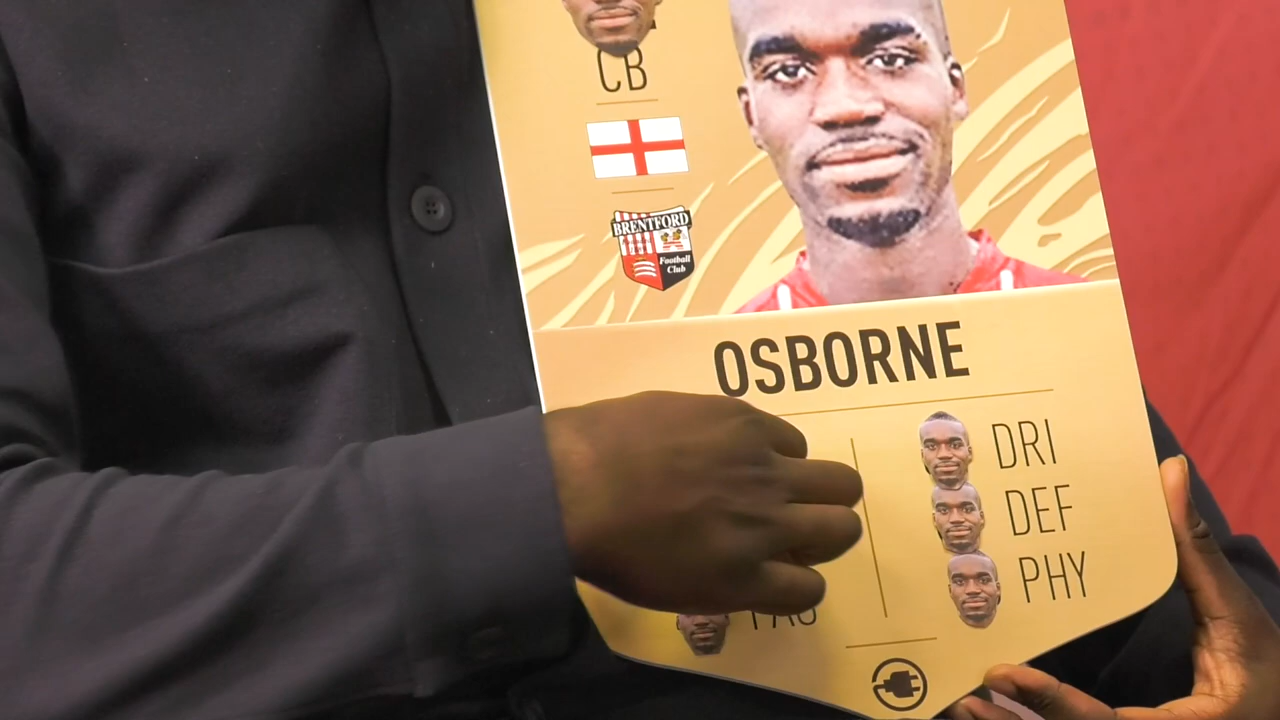 CB
BRENTFORD
Football
Club
OSBORNE
DRI
DEF
PHY